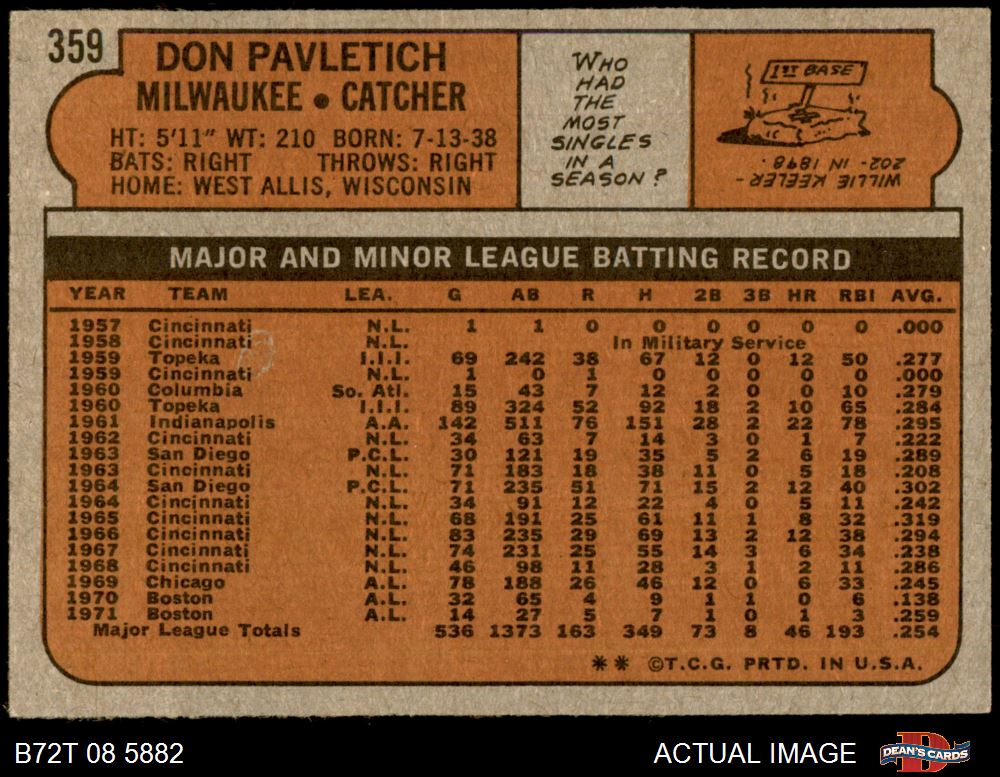 359
DON PAVLETICH
MILWAUKEE • CATCHER
HT: 5'11" WT: 210 BORN: 7-13-38
BATS: RIGHT THROWS: RIGHT
HOME: WEST ALLIS, WISCONSIN
WHO
HAD
THE
MOST
SINGLES
IN A
SEASON?
1ST BASE
WILLIE KEELER -
202 - IN 1898.
MAJOR AND MINOR LEAGUE BATTING RECORD
YEAR TEAM LEA. G AB R H 2B 3B HR RBI AVG.
1957 Cincinnati N.L. 1 1 0 0 0 0 0 0 .000
1958 Cincinnati N.L. In Military Service
1959 Topeka I.I.I. 69 242 38 67 12 0 12 50 .277
1959 Cincinnati N.L. 1 0 1 0 0 0 0 0 .000
1960 Columbia So. Atl. 15 43 7 12 2 0 0 10 .279
1960 Topeka I.I.I. 89 324 52 92 18 2 10 65 .284
1961 Indianapolis A.A. 142 511 76 151 28 2 22 78 .295
1962 Cincinnati N.L. 34 63 7 14 3 0 1 7 .222
1963 San Diego P.C.L. 30 121 19 35 5 2 6 19 .289
1963 Cincinnati N.L. 71 183 18 38 11 0 5 18 .208
1964 San Diego P.C.L. 71 235 51 71 15 2 12 40 .302
1964 Cincinnati N.L. 34 91 12 22 4 0 5 11 .242
1965 Cincinnati N.L. 68 191 25 61 11 1 8 32 .319
1966 Cincinnati N.L. 83 235 29 69 13 2 12 38 .294
1967 Cincinnati N.L. 74 231 25 55 14 3 6 34 .238
1968 Cincinnati N.L. 46 98 11 28 3 1 2 11 .286
1969 Chicago A.L. 78 188 26 46 12 0 6 33 .245
1970 Boston A.L. 32 65 4 9 1 1 0 6 .138
1971 Boston A.L. 14 27 5 7 1 0 1 3 .259
Major League Totals 536 1373 163 349 73 8 46 193 .254
** ©T.C.G. PRTD. IN U.S.A.
B72T 08 5882 ACTUAL IMAGE DEAN'S CARDS